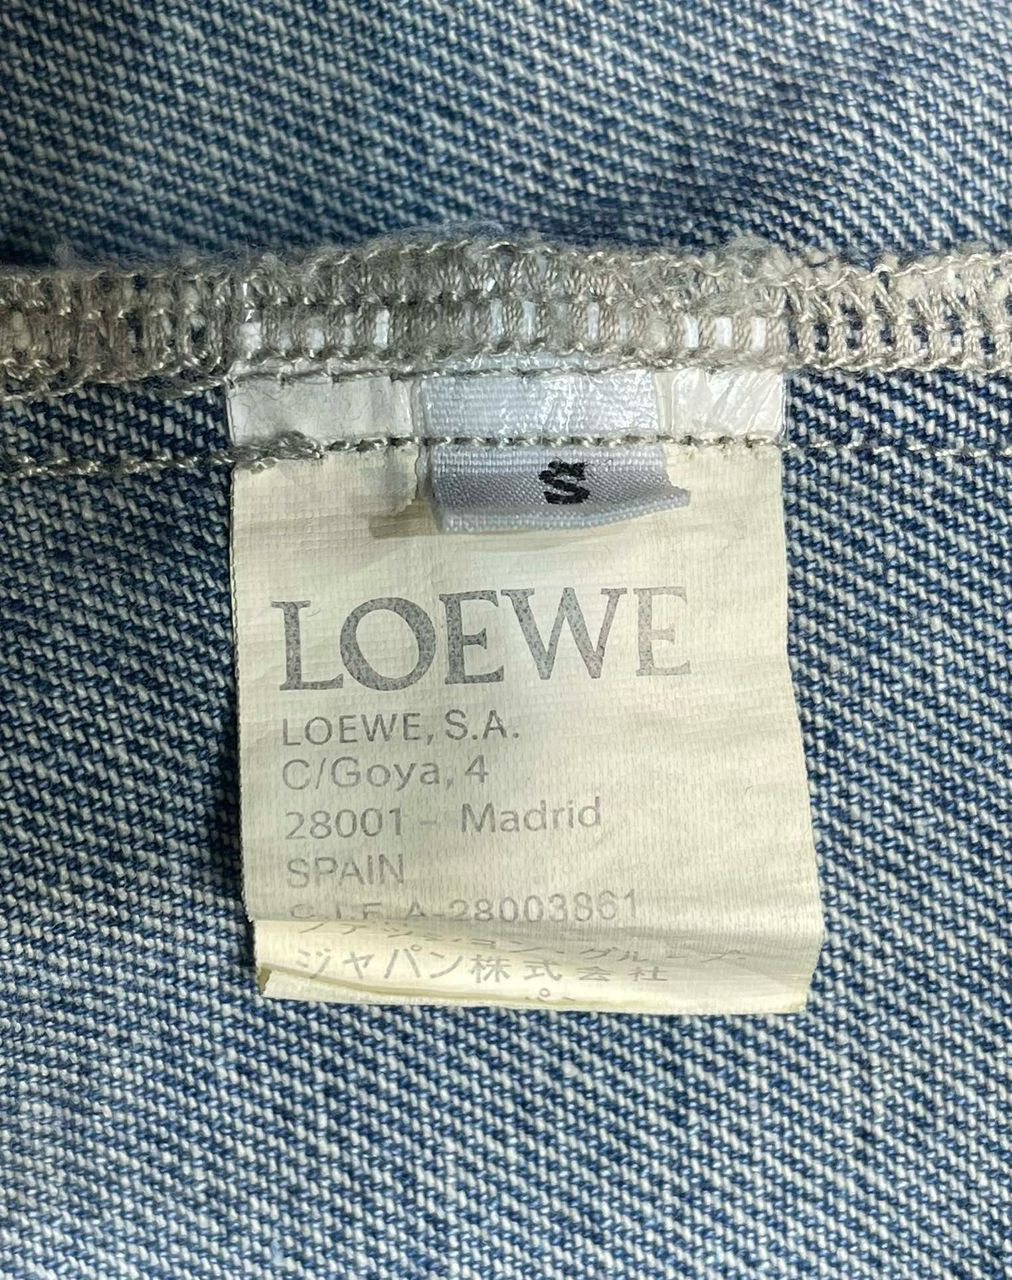 S
LOEWE
LOEWE, S.A.
C/Goya, 4
28001 - Madrid
SPAIN
C.I.F. A-28003861
ジャパン株式会社